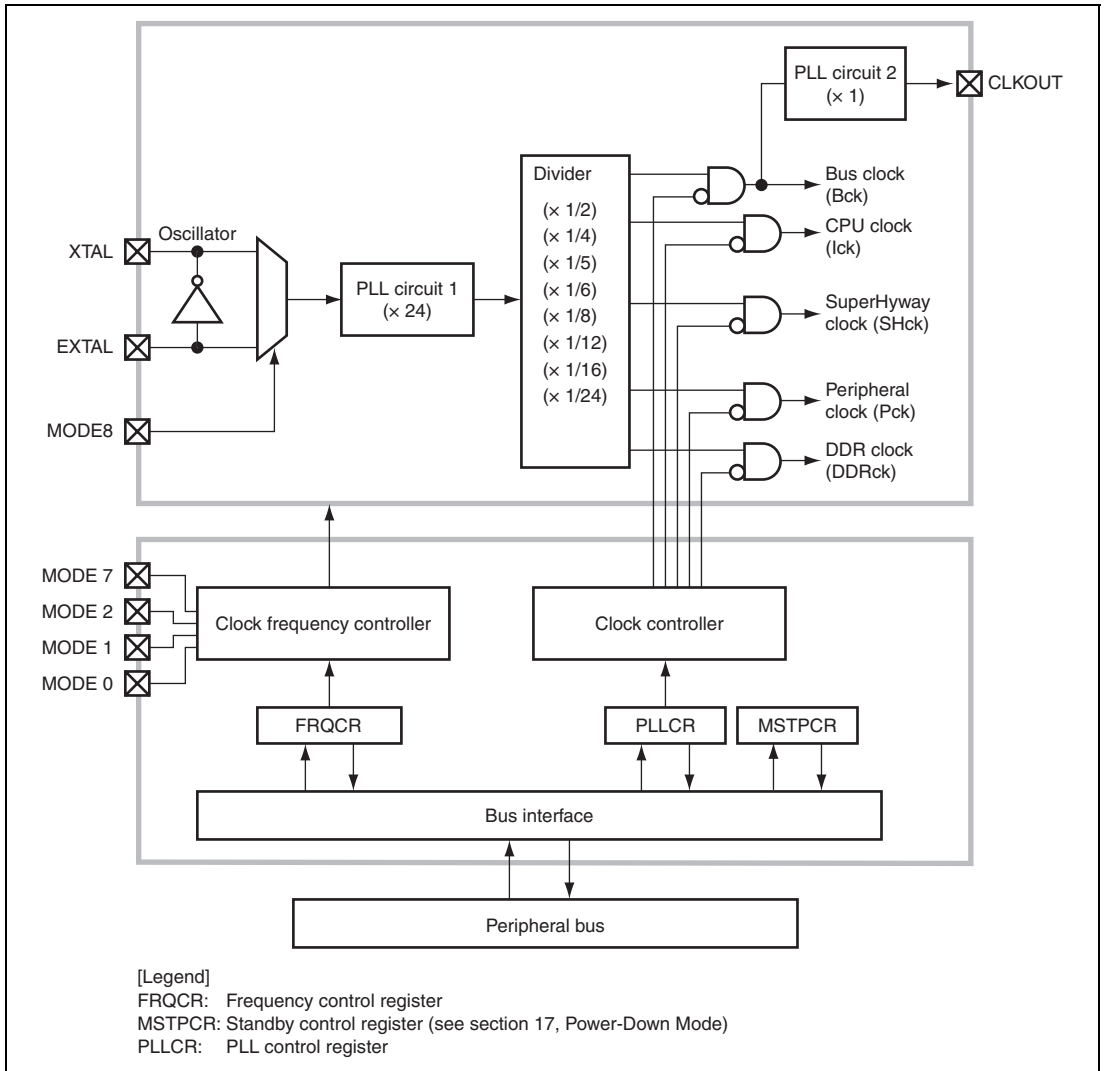 PLL circuit 2
(× 1)
CLKOUT
Divider
(× 1/2)
(× 1/4)
(× 1/5)
(× 1/6)
(× 1/8)
(× 1/12)
(× 1/16)
(× 1/24)
Bus clock
(Bck)
CPU clock
(Ick)
SuperHyway
clock (SHck)
Peripheral
clock (Pck)
DDR clock
(DDRck)
Oscillator
XTAL
PLL circuit 1
(× 24)
EXTAL
MODE8
MODE 7
MODE 2
MODE 1
MODE 0
Clock frequency controller
Clock controller
FRQCR
PLLCR
MSTPCR
Bus interface
Peripheral bus
[Legend]
FRQCR: Frequency control register
MSTPCR: Standby control register (see section 17, Power-Down Mode)
PLLCR: PLL control register